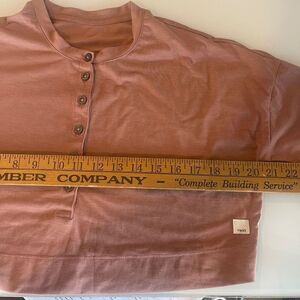 8 9 10 11 12 13 14 15 16 17 18 19 20 21 22
MBER COMPANY — "Complete Building Service"